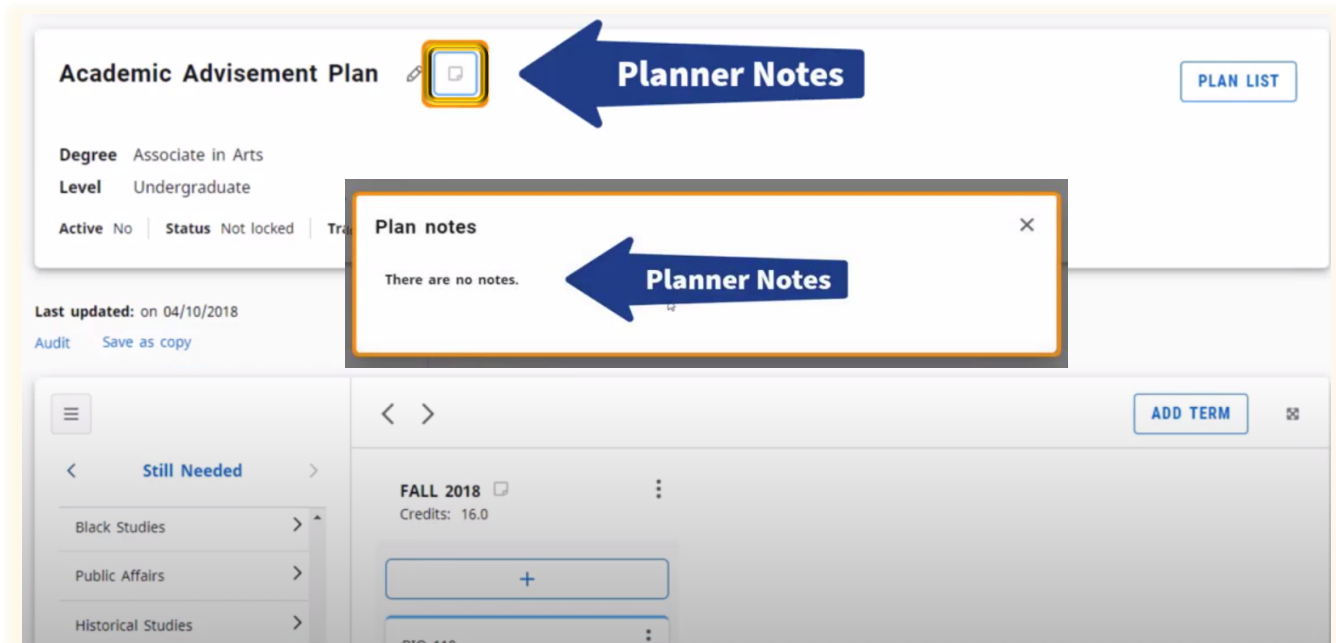 Academic Advisement Plan
Planner Notes
PLAN LIST
Degree Associate in Arts
Level Undergraduate
Active No Status Not locked
Plan notes
There are no notes.
Planner Notes
Last updated: on 04/10/2018
Audit Save as copy
ADD TERM
Still Needed
FALL 2018
Credits: 16.0
Black Studies
Public Affairs
Historical Studies